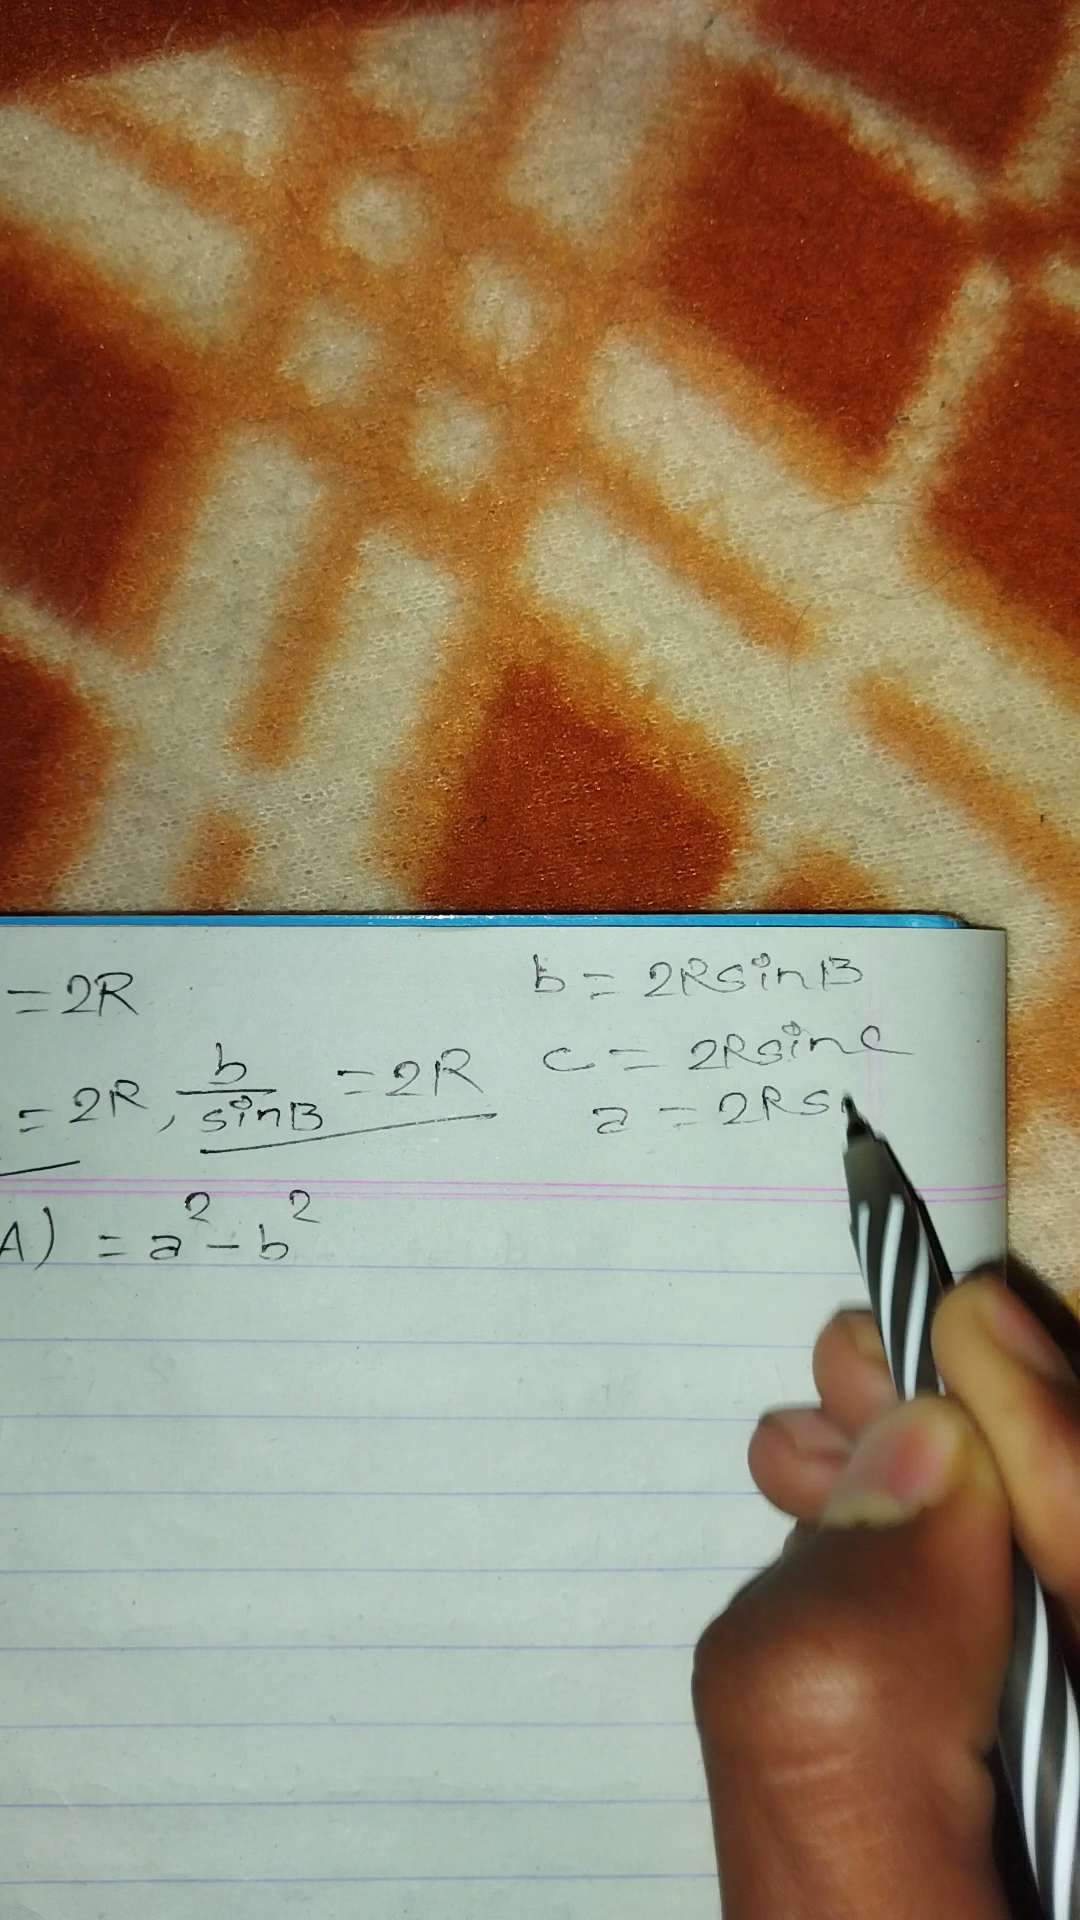 = 2R
b = 2RsinB
= 2R, b/sinB = 2R
c = 2Rsinc
a = 2Rs
A) = a² - b²